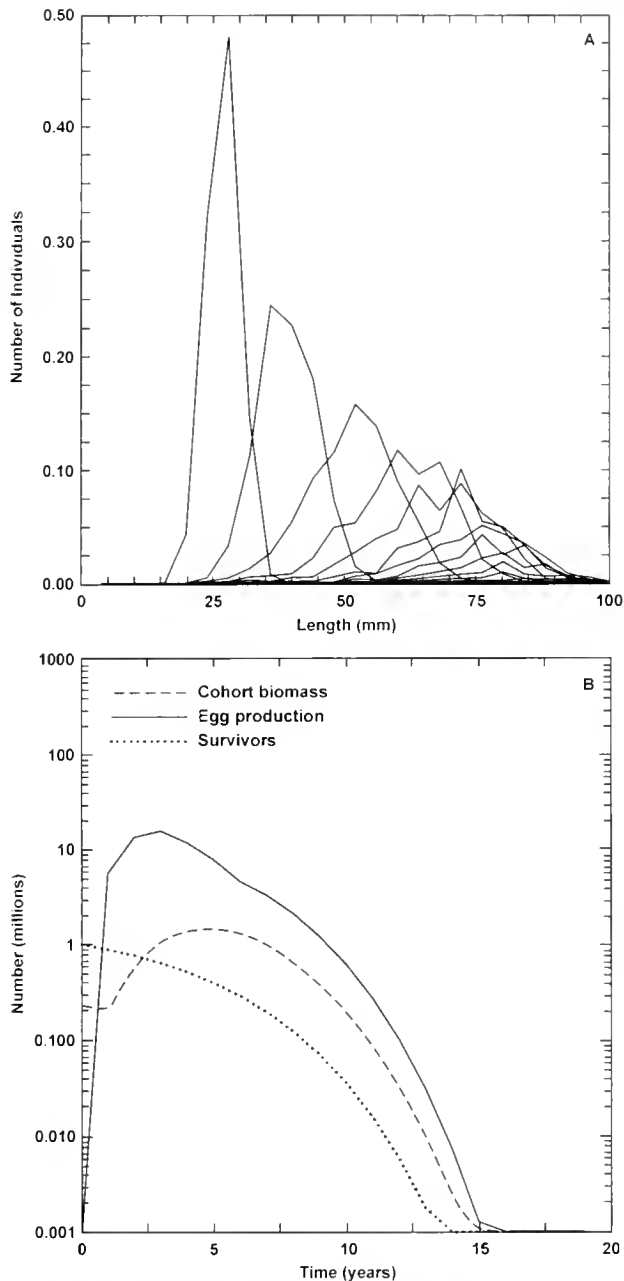 A
0.50
0.40
0.30
0.20
0.10
0.00
Number of Individuals
0
25
50
75
100
Length (mm)
B
Cohort biomass
Egg production
Survivors
1000
100
10
1
0.100
0.010
0.001
Number (millions)
0
5
10
15
20
Time (years)